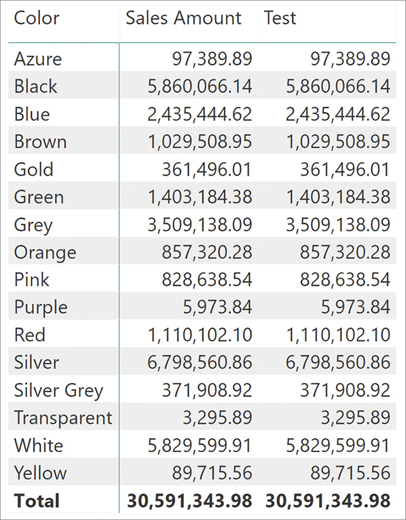 Color Sales Amount Test
Azure 97,389.89 97,389.89
Black 5,860,066.14 5,860,066.14
Blue 2,435,444.62 2,435,444.62
Brown 1,029,508.95 1,029,508.95
Gold 361,496.01 361,496.01
Green 1,403,184.38 1,403,184.38
Grey 3,509,138.09 3,509,138.09
Orange 857,320.28 857,320.28
Pink 828,638.54 828,638.54
Purple 5,973.84 5,973.84
Red 1,110,102.10 1,110,102.10
Silver 6,798,560.86 6,798,560.86
Silver Grey 371,908.92 371,908.92
Transparent 3,295.89 3,295.89
White 5,829,599.91 5,829,599.91
Yellow 89,715.56 89,715.56
Total 30,591,343.98 30,591,343.98